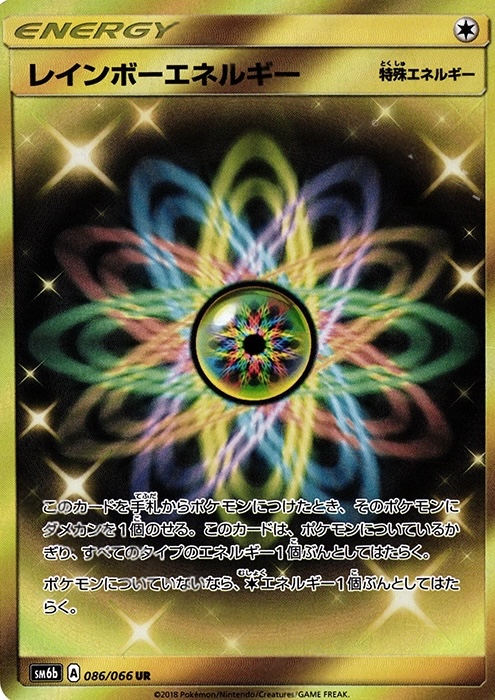 ENERGY
レインボーエネルギー
とくしゅ
特殊エネルギー
てふだ
このカードを手札からポケモンにつけたとき、そのポケモンに
こ
ダメカンを1個のせる。このカードは、ポケモンについているか
こ
ぎり、すべてのタイプのエネルギー1個ぶんとしてはたらく。
むしょく こ
ポケモンについていないなら、✶エネルギー1個ぶんとしてはた
らく。
SM6b A 086/066 UR
©2018 Pokémon/Nintendo/Creatures/GAME FREAK.